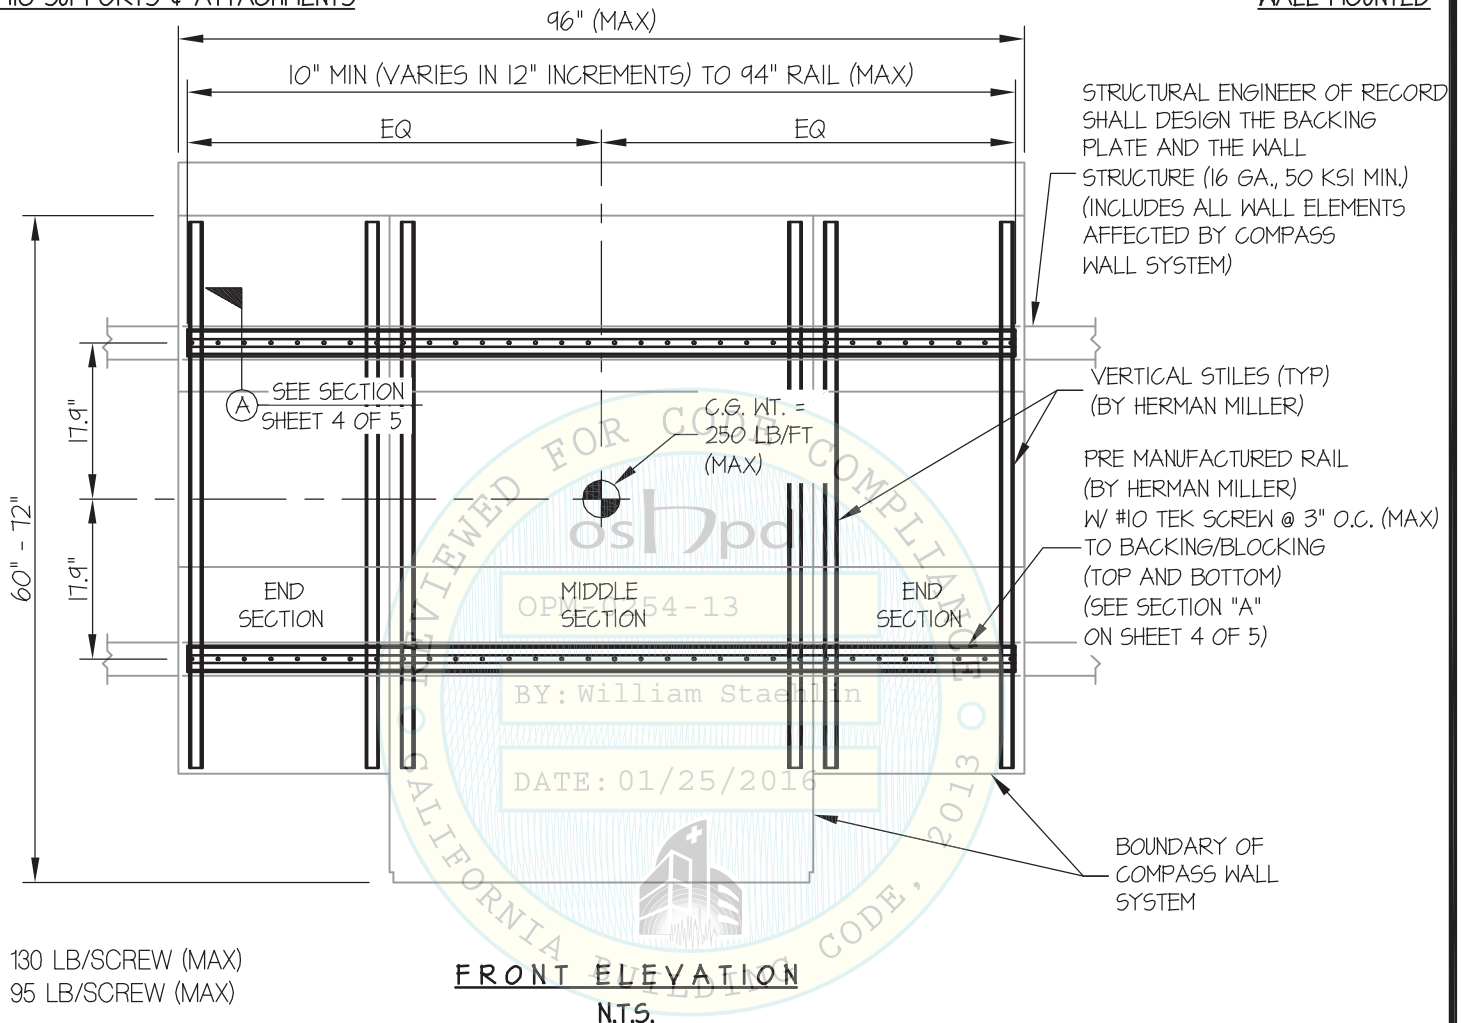 SUPPORTS & ATTACHMENTS
WALL MOUNTED
96" (MAX)
10" MIN (VARIES IN 12" INCREMENTS) TO 94" RAIL (MAX)
EQ
EQ
STRUCTURAL ENGINEER OF RECORD
SHALL DESIGN THE BACKING
PLATE AND THE WALL
STRUCTURE (16 GA., 50 KSI MIN.)
(INCLUDES ALL WALL ELEMENTS
AFFECTED BY COMPASS
WALL SYSTEM)
A
SEE SECTION
SHEET 4 OF 5
17.9"
17.9"
60" - 72"
C.G. WT. =
250 LB/FT
(MAX)
VERTICAL STILES (TYP)
(BY HERMAN MILLER)
PRE MANUFACTURED RAIL
(BY HERMAN MILLER)
W/ #10 TEK SCREW @ 3" O.C. (MAX)
TO BACKING/BLOCKING
(TOP AND BOTTOM)
(SEE SECTION "A"
ON SHEET 4 OF 5)
END
SECTION
MIDDLE
SECTION
END
SECTION
REVIEWED FOR CODE COMPLIANCE
oshpd
OPM-0254-13
BY: William Staehlin
DATE: 01/25/2016
CALIFORNIA BUILDING CODE, 2013
BOUNDARY OF
COMPASS WALL
SYSTEM
130 LB/SCREW (MAX)
95 LB/SCREW (MAX)
FRONT ELEVATION
N.T.S.